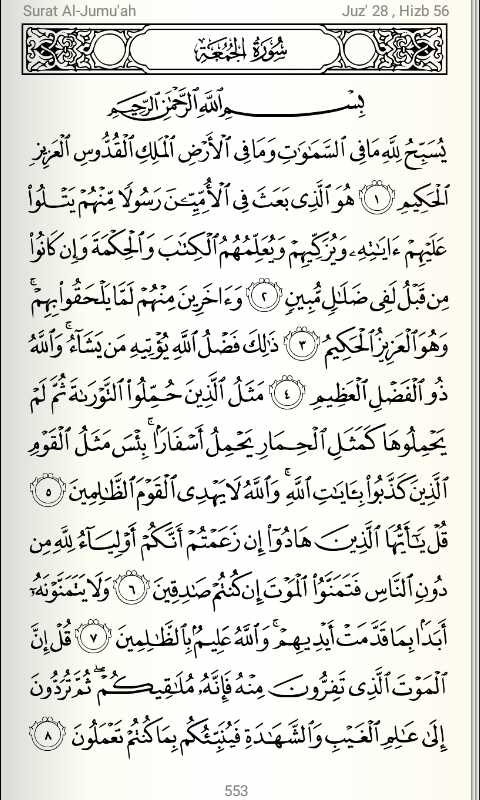 Surat Al-Jumu'ah
Juz' 28 , Hizb 56
سُورَةُ الجُمُعَةِ
بِسْمِ ٱللَّهِ ٱلرَّحْمَٰنِ ٱلرَّحِيمِ
يُسَبِّحُ لِلَّهِ مَا فِى ٱلسَّمَٰوَٰتِ وَمَا فِى ٱلْأَرْضِ ٱلْمَلِكِ ٱلْقُدُّوسِ ٱلْعَزِيزِ
ٱلْحَكِيمِ ١ هُوَ ٱلَّذِى بَعَثَ فِى ٱلْأُمِّيِّـۧنَ رَسُولًا مِّنْهُمْ يَتْلُوا۟
عَلَيْهِمْ ءَايَٰتِهِۦ وَيُزَكِّيهِمْ وَيُعَلِّمُهُمُ ٱلْكِتَٰبَ وَٱلْحِكْمَةَ وَإِن كَانُوا۟
مِن قَبْلُ لَفِى ضَلَٰلٍ مُّبِينٍ ٢ وَءَاخَرِينَ مِنْهُمْ لَمَّا يَلْحَقُوا۟ بِهِمْ ۚ
وَهُوَ ٱلْعَزِيزُ ٱلْحَكِيمُ ٣ ذَٰلِكَ فَضْلُ ٱللَّهِ يُؤْتِيهِ مَن يَشَآءُ ۚ وَٱللَّهُ
ذُو ٱلْفَضْلِ ٱلْعَظِيمِ ٤ مَثَلُ ٱلَّذِينَ حُمِّلُوا۟ ٱلتَّوْرَىٰةَ ثُمَّ لَمْ
يَحْمِلُوهَا كَمَثَلِ ٱلْحِمَارِ يَحْمِلُ أَسْفَارًۢا ۚ بِئْسَ مَثَلُ ٱلْقَوْمِ
ٱلَّذِينَ كَذَّبُوا۟ بِـَٔايَٰتِ ٱللَّهِ ۚ وَٱللَّهُ لَا يَهْدِى ٱلْقَوْمَ ٱلظَّٰلِمِينَ ٥
قُلْ يَٰٓأَيُّهَا ٱلَّذِينَ هَادُوٓا۟ إِن زَعَمْتُمْ أَنَّكُمْ أَوْلِيَآءُ لِلَّهِ مِن
دُونِ ٱلنَّاسِ فَتَمَنَّوُا۟ ٱلْمَوْتَ إِن كُنتُمْ صَٰدِقِينَ ٦ وَلَا يَتَمَنَّوْنَهُۥٓ
أَبَدًۢا بِمَا قَدَّمَتْ أَيْدِيهِمْ ۚ وَٱللَّهُ عَلِيمٌۢ بِٱلظَّٰلِمِينَ ٧ قُلْ إِنَّ
ٱلْمَوْتَ ٱلَّذِى تَفِرُّونَ مِنْهُ فَإِنَّهُۥ مُلَٰقِيكُمْ ۖ ثُمَّ تُرَدُّونَ
إِلَىٰ عَٰلِمِ ٱلْغَيْبِ وَٱلشَّهَٰدَةِ فَيُنَبِّئُكُم بِمَا كُنتُمْ تَعْمَلُونَ ٨
553